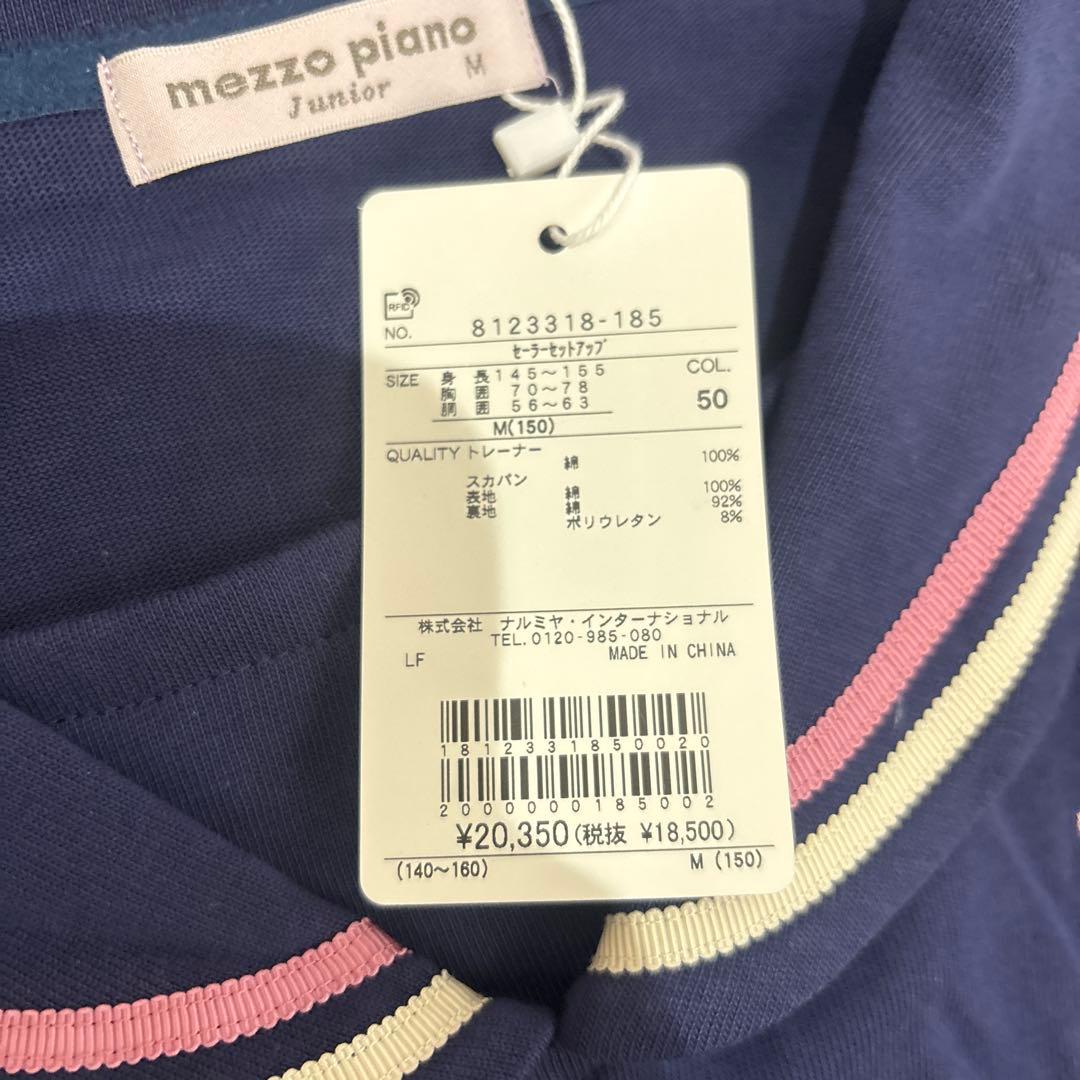 mezzo piano
Junior
M
RFID
NO. 8123318-185
ｾｰﾗｰｾｯﾄｱｯﾌﾟ
SIZE 身 長 145～155 COL.
胸 囲 70～78 50
胴 囲 56～63
M(150)
QUALITY トレーナー
綿 100%
スカパン
表地 綿 100%
裏地 綿 92%
ポリウレタン 8%
株式会社 ナルミヤ・インターナショナル
TEL.0120-985-080
LF MADE IN CHINA
1812331850020
2000000185002
¥20,350(税抜 ¥18,500)
(140～160) M (150)